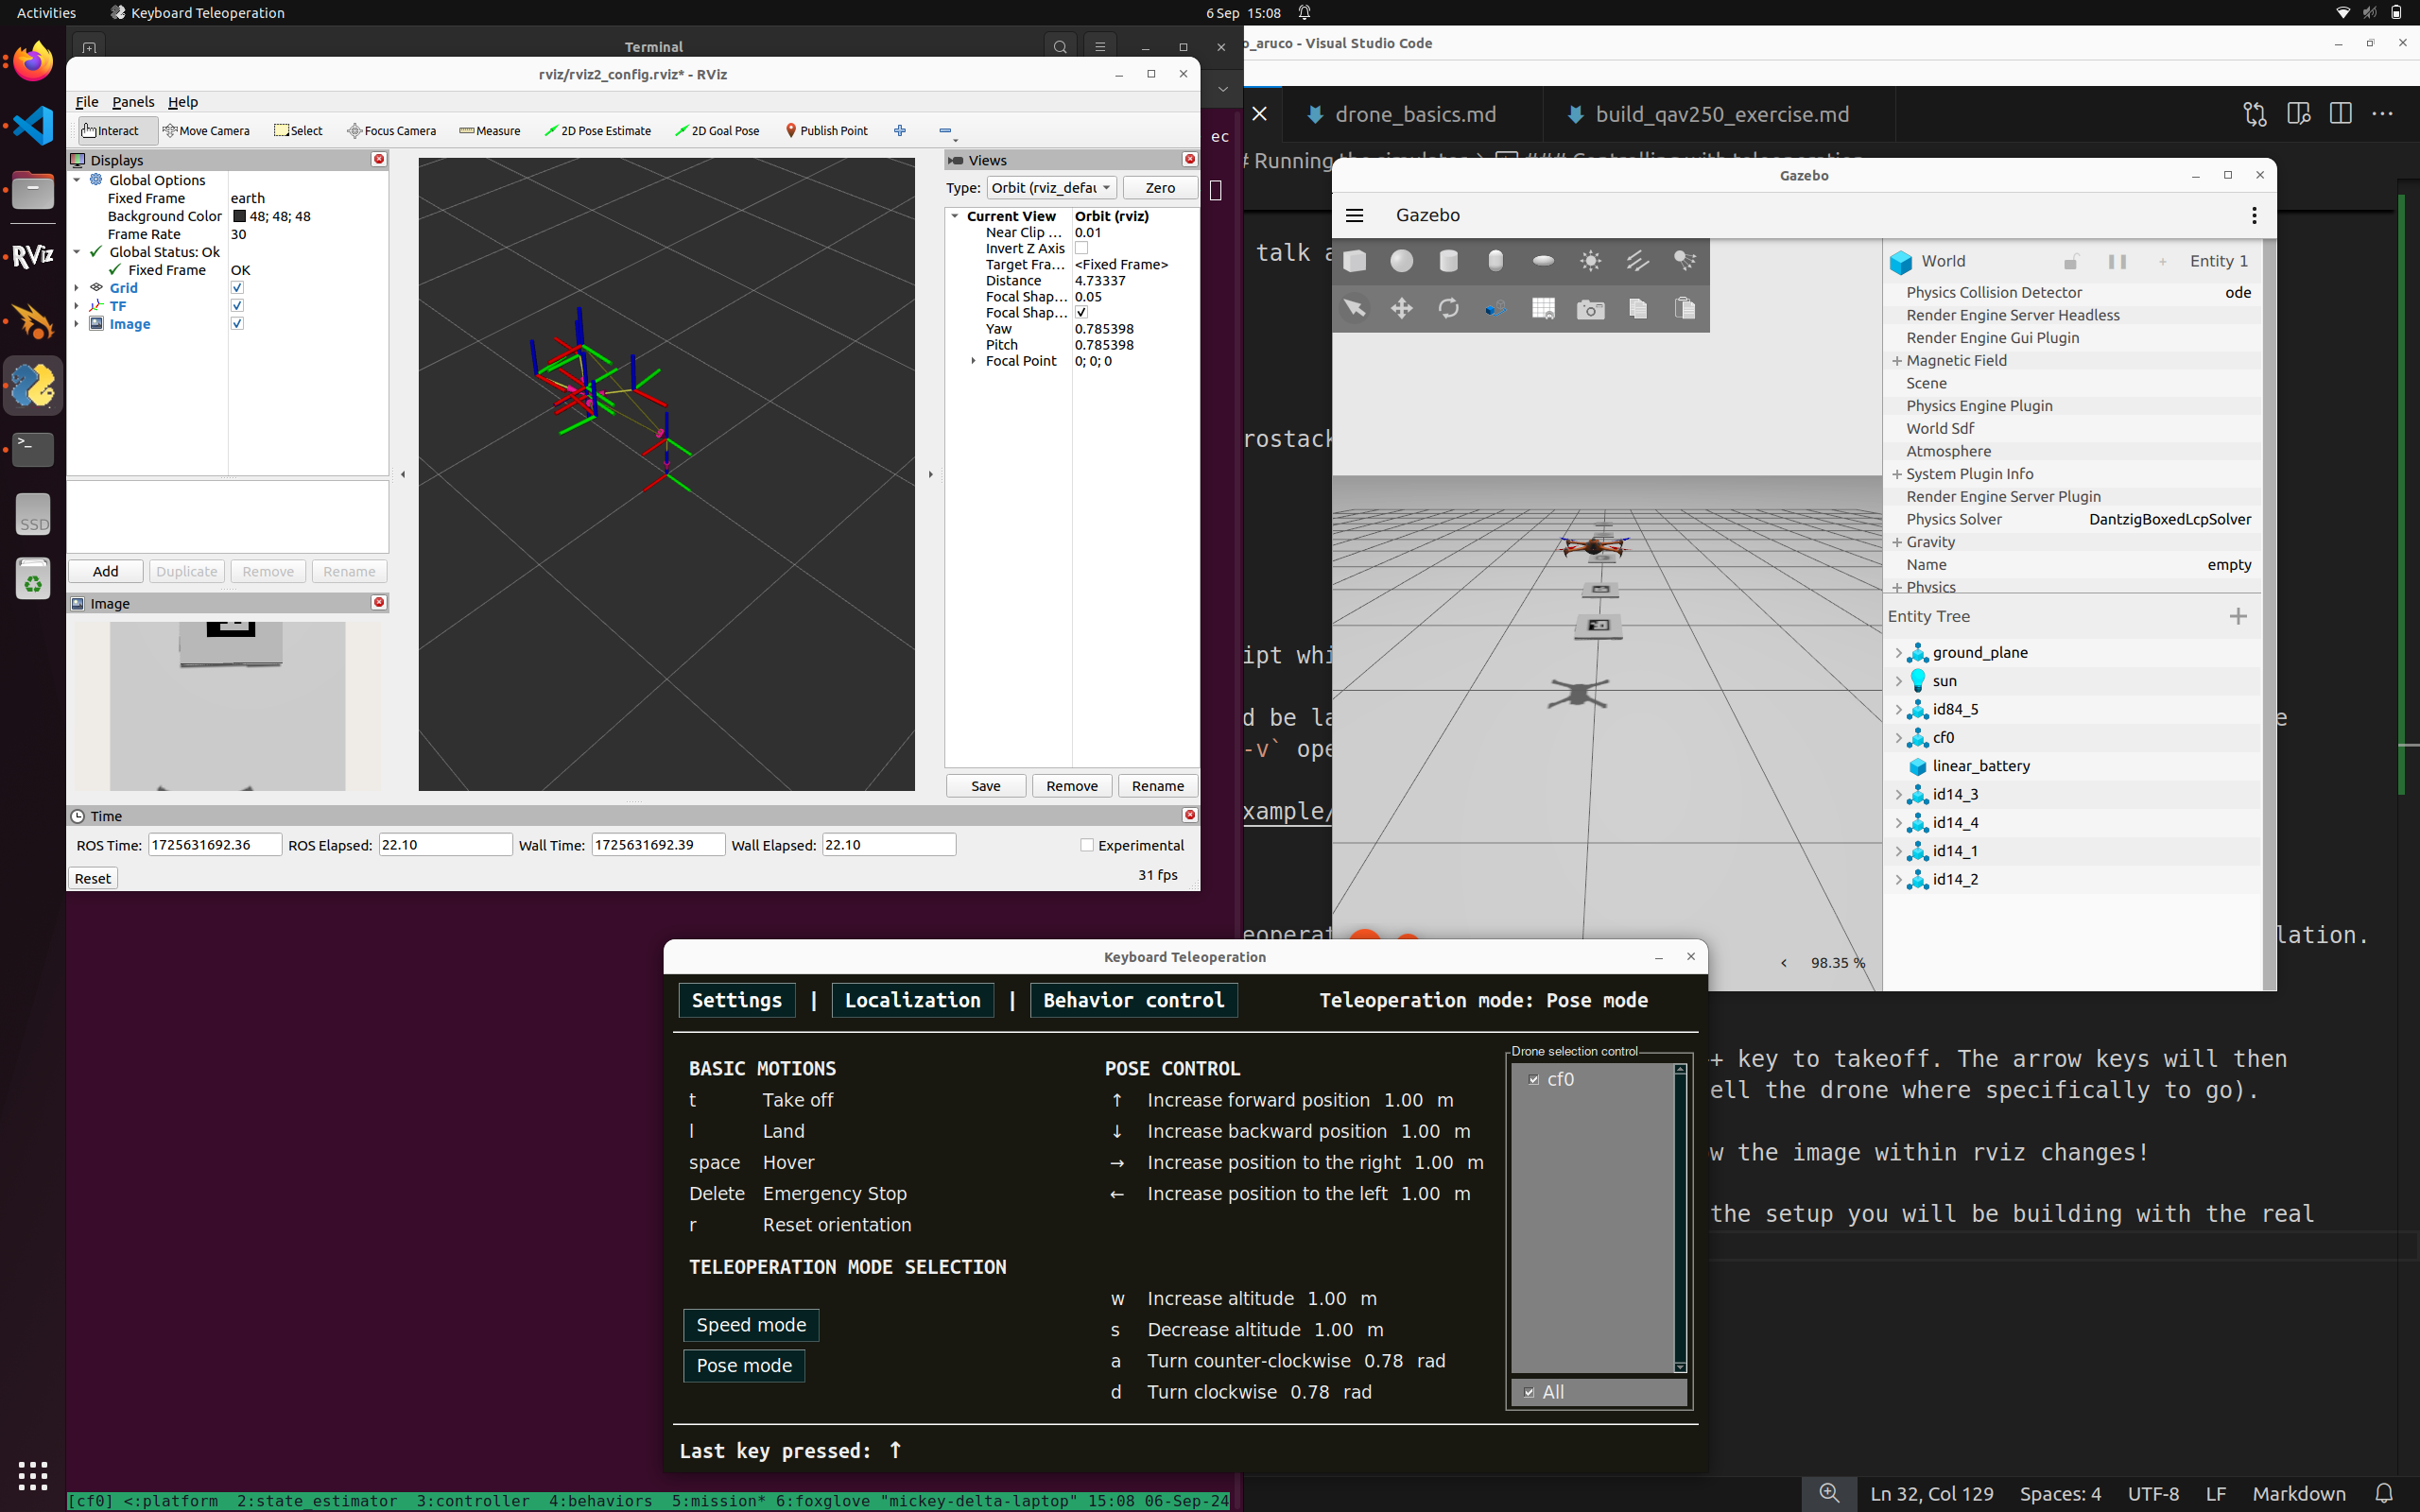 Activities
Keyboard Teleoperation
6 Sep 15:08
Terminal
rviz/rviz2_config.rviz* - RViz
File Panels Help
Interact Move Camera Select Focus Camera Measure 2D Pose Estimate 2D Goal Pose Publish Point
Displays
Global Options
Fixed Frame earth
Background Color 48; 48; 48
Frame Rate 30
Global Status: Ok
Fixed Frame OK
Grid
TF
Image
Add Duplicate Remove Rename
Image
Views
Type: Orbit (rviz_defau Zero
Current View Orbit (rviz)
Near Clip ... 0.01
Invert Z Axis
Target Fra... <Fixed Frame>
Distance 4.73337
Focal Shap... 0.05
Focal Shap...
Yaw 0.785398
Pitch 0.785398
Focal Point 0; 0; 0
Save Remove Rename
Time
ROS Time: 1725631692.36 ROS Elapsed: 22.10 Wall Time: 1725631692.39 Wall Elapsed: 22.10 Experimental
Reset
31 fps
RViz
SSD
ec
o_aruco - Visual Studio Code
drone_basics.md
build_qav250_exercise.md
# Running the simulator > ### Controlling with teleoperation
talk a
rostack
ipt whi
d be la
e
-v` ope
xample/
eoperat
lation.
+ key to takeoff. The arrow keys will then
ell the drone where specifically to go).
w the image within rviz changes!
the setup you will be building with the real
Gazebo
Gazebo
World
Entity 1
Physics Collision Detector ode
Render Engine Server Headless
Render Engine Gui Plugin
Magnetic Field
Scene
Physics Engine Plugin
World Sdf
Atmosphere
System Plugin Info
Render Engine Server Plugin
Physics Solver DantzigBoxedLcpSolver
Gravity
Name empty
Physics
Entity Tree
ground_plane
sun
id84_5
cf0
linear_battery
id14_3
id14_4
id14_1
id14_2
98.35 %
Keyboard Teleoperation
Settings | Localization | Behavior control
Teleoperation mode: Pose mode
BASIC MOTIONS
t Take off
l Land
space Hover
Delete Emergency Stop
r Reset orientation
TELEOPERATION MODE SELECTION
Speed mode
Pose mode
POSE CONTROL
↑ Increase forward position 1.00 m
↓ Increase backward position 1.00 m
→ Increase position to the right 1.00 m
← Increase position to the left 1.00 m
w Increase altitude 1.00 m
s Decrease altitude 1.00 m
a Turn counter-clockwise 0.78 rad
d Turn clockwise 0.78 rad
Drone selection control
cf0
All
Last key pressed: ↑
[cf0] <:platform 2:state_estimator 3:controller 4:behaviors 5:mission* 6:foxglove "mickey-delta-laptop" 15:08 06-Sep-24
Ln 32, Col 129 Spaces: 4 UTF-8 LF Markdown